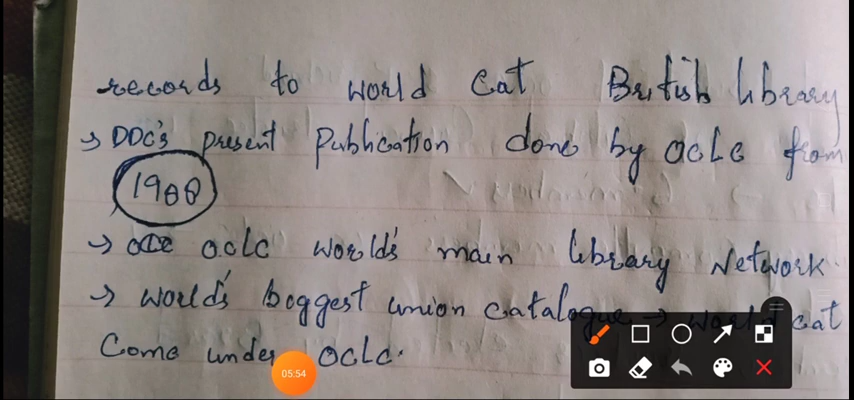 records to world cat British library
→ DDC's present Publication done by OCLC from
1988
→ OCLC world's main library Network
→ world's biggest union catalogue → world cat
Come under OCLC.
05:54